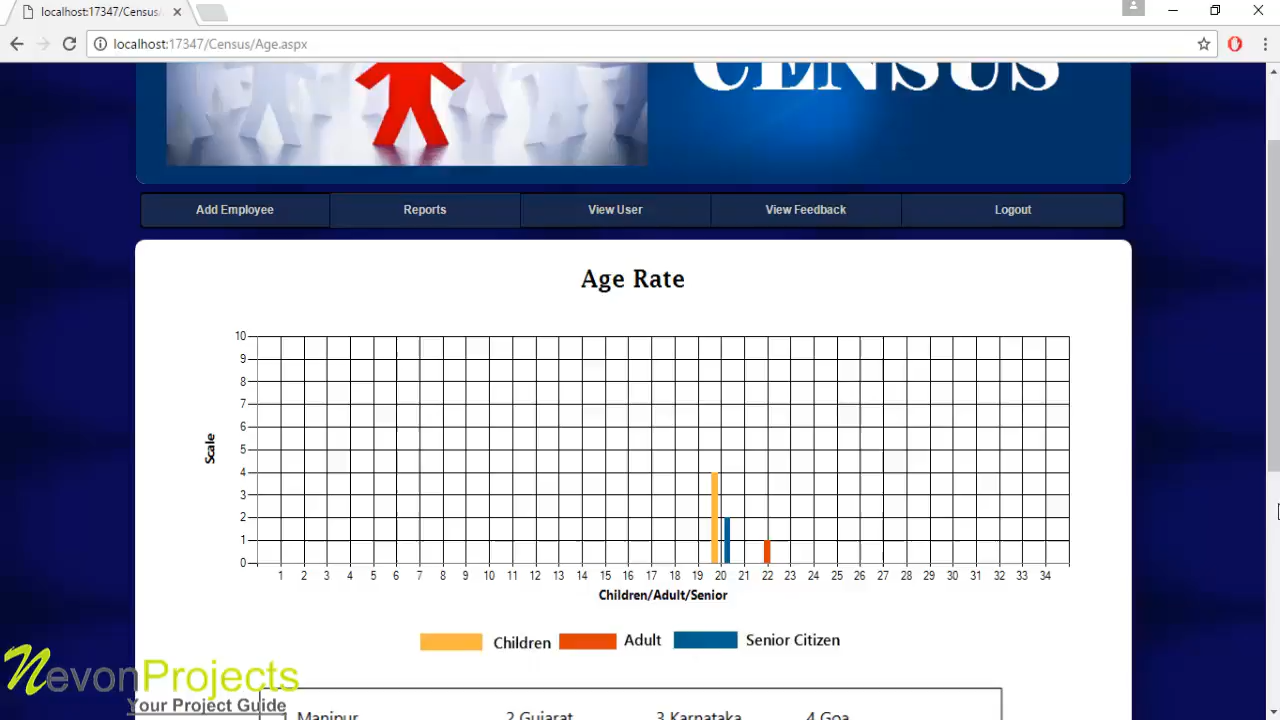 localhost:17347/Census/
localhost:17347/Census/Age.aspx
CENSUS
Add Employee Reports View User View Feedback Logout
Age Rate
10
9
8
7
6
5
4
3
2
1
0
Scale
1 2 3 4 5 6 7 8 9 10 11 12 13 14 15 16 17 18 19 20 21 22 23 24 25 26 27 28 29 30 31 32 33 34
Children/Adult/Senior
Children Adult Senior Citizen
1 Manipur 2 Gujarat 3 Karnataka 4 Goa
NevonProjects
Your Project Guide